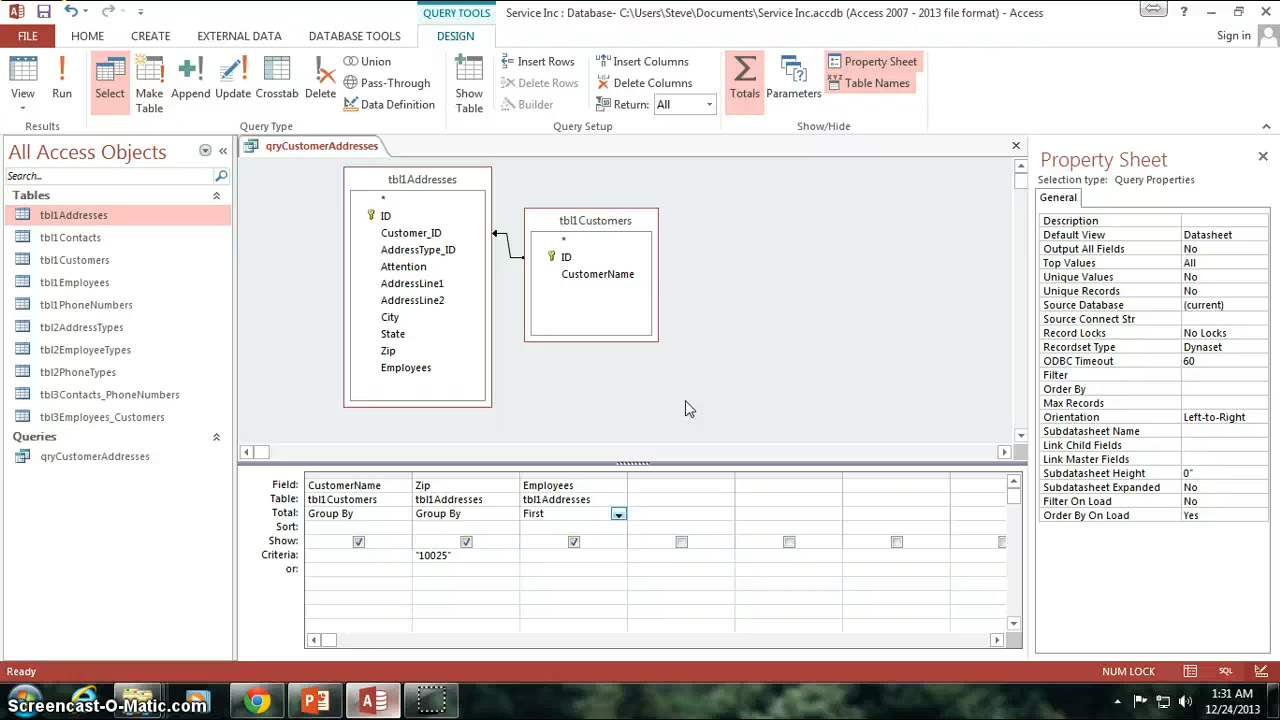 QUERY TOOLS
Service Inc : Database- C:\Users\Steve\Documents\Service Inc.accdb (Access 2007 - 2013 file format) - Access
?
FILE HOME CREATE EXTERNAL DATA DATABASE TOOLS DESIGN
Sign in
View
Run
Select
Make Table
Append
Update
Crosstab
Delete
Union
Pass-Through
Data Definition
Show Table
Insert Rows
Delete Rows
Builder
Insert Columns
Delete Columns
Return: All
Totals
Parameters
Property Sheet
Table Names
Results
Query Type
Query Setup
Show/Hide
All Access Objects
Search...
Tables
tbl1Addresses
tbl1Contacts
tbl1Customers
tbl1Employees
tbl1PhoneNumbers
tbl2AddressTypes
tbl2EmployeeTypes
tbl2PhoneTypes
tbl3Contacts_PhoneNumbers
tbl3Employees_Customers
Queries
qryCustomerAddresses
qryCustomerAddresses
tbl1Addresses
*
ID
Customer_ID
AddressType_ID
Attention
AddressLine1
AddressLine2
City
State
Zip
Employees
tbl1Customers
*
ID
CustomerName
Field: CustomerName Zip Employees
Table: tbl1Customers tbl1Addresses tbl1Addresses
Total: Group By Group By First
Sort:
Show:
Criteria: "10025"
or:
Property Sheet
Selection type: Query Properties
General
Description
Default View Datasheet
Output All Fields No
Top Values All
Unique Values No
Unique Records No
Source Database (current)
Source Connect Str
Record Locks No Locks
Recordset Type Dynaset
ODBC Timeout 60
Filter
Order By
Max Records
Orientation Left-to-Right
Subdatasheet Name
Link Child Fields
Link Master Fields
Subdatasheet Height 0"
Subdatasheet Expanded No
Filter On Load No
Order By On Load Yes
Ready
NUM LOCK
SQL
Screencast-O-Matic.com
1:31 AM
12/24/2013